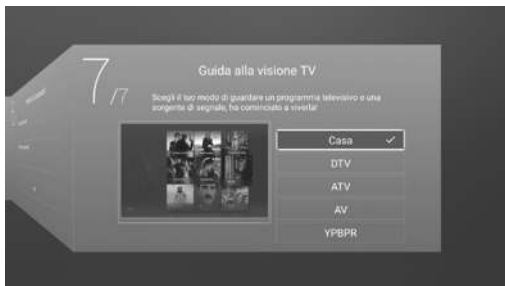 7/7
Guida alla visione TV
Scegli il tuo modo di guardare un programma televisivo o una
sorgente di segnale, ha cominciato a viverla!
Casa
DTV
ATV
AV
YPBPR